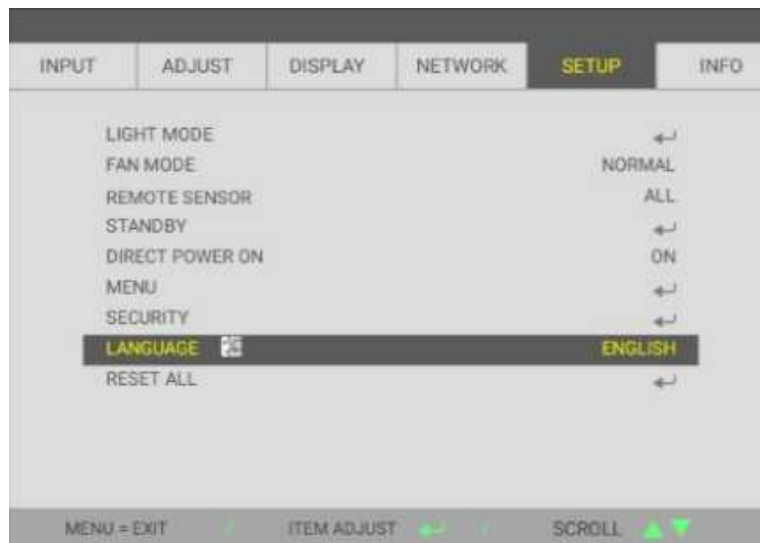 INPUT ADJUST DISPLAY NETWORK SETUP INFO
LIGHT MODE
FAN MODE NORMAL
REMOTE SENSOR ALL
STANDBY
DIRECT POWER ON ON
MENU
SECURITY
LANGUAGE ENGLISH
RESET ALL
MENU = EXIT / ITEM ADJUST / SCROLL